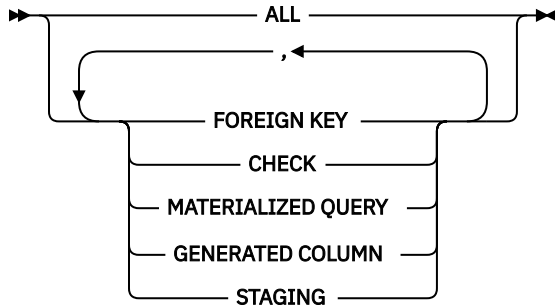 ALL
,
FOREIGN KEY
CHECK
MATERIALIZED QUERY
GENERATED COLUMN
STAGING